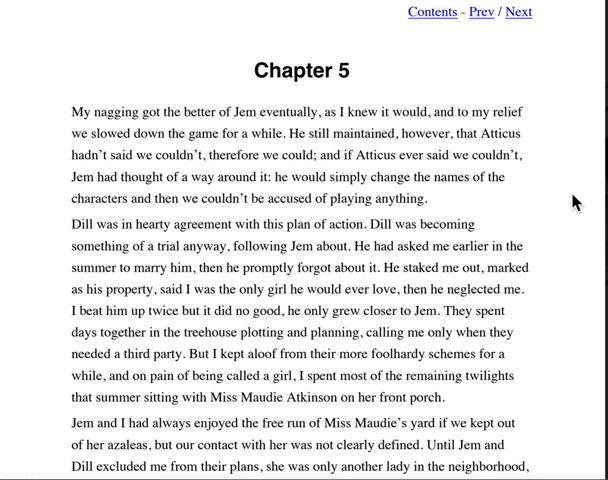 Contents - Prev / Next
Chapter 5
My nagging got the better of Jem eventually, as I knew it would, and to my relief
we slowed down the game for a while. He still maintained, however, that Atticus
hadn't said we couldn't, therefore we could; and if Atticus ever said we couldn't,
Jem had thought of a way around it: he would simply change the names of the
characters and then we couldn't be accused of playing anything.
Dill was in hearty agreement with this plan of action. Dill was becoming
something of a trial anyway, following Jem about. He had asked me earlier in the
summer to marry him, then he promptly forgot about it. He staked me out, marked
as his property, said I was the only girl he would ever love, then he neglected me.
I beat him up twice but it did no good, he only grew closer to Jem. They spent
days together in the treehouse plotting and planning, calling me only when they
needed a third party. But I kept aloof from their more foolhardy schemes for a
while, and on pain of being called a girl, I spent most of the remaining twilights
that summer sitting with Miss Maudie Atkinson on her front porch.
Jem and I had always enjoyed the free run of Miss Maudie's yard if we kept out
of her azaleas, but our contact with her was not clearly defined. Until Jem and
Dill excluded me from their plans, she was only another lady in the neighborhood,